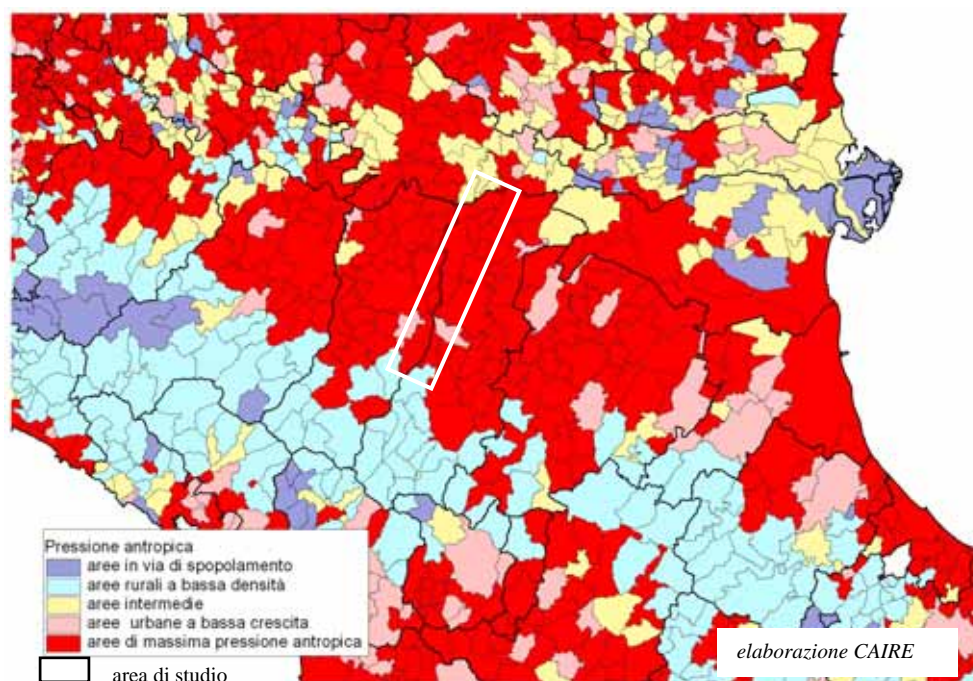 Pressione antropica
aree in via di spopolamento
aree rurali a bassa densità
aree intermedie
aree urbane a bassa crescita
aree di massima pressione antropica
area di studio
elaborazione CAIRE